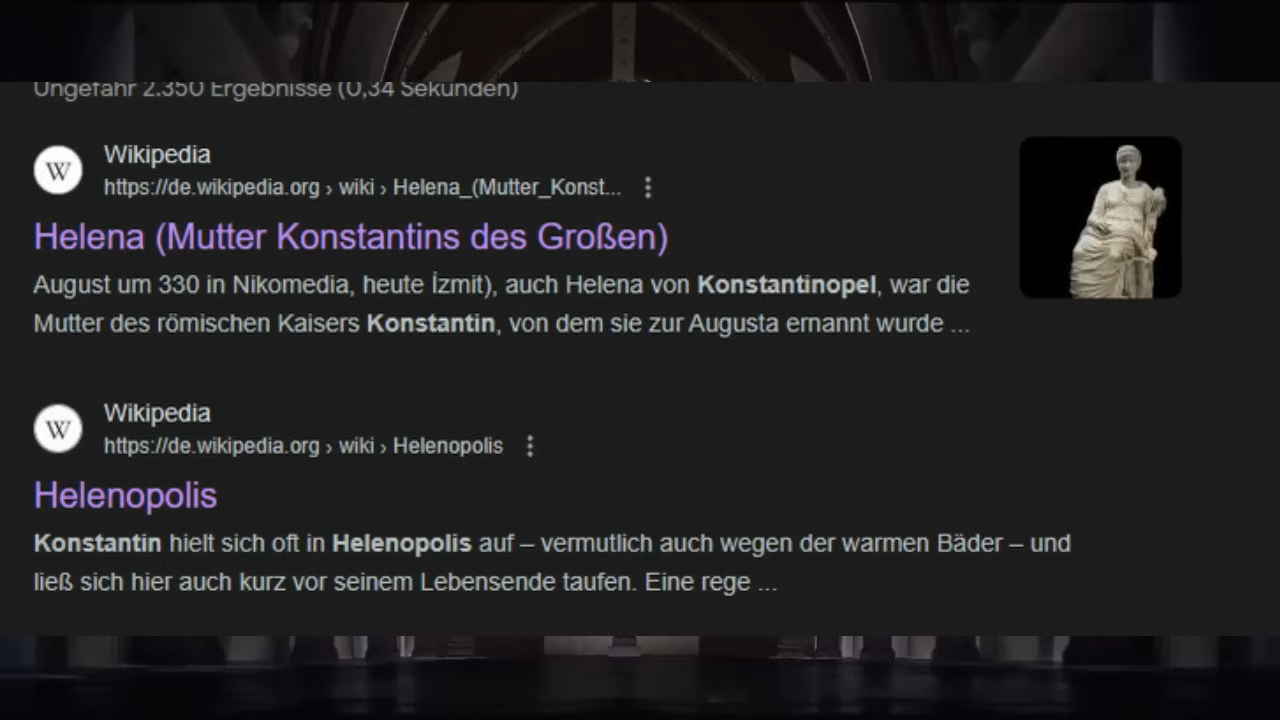 Ungefähr 2.350 Ergebnisse (0,34 Sekunden)
W
Wikipedia
https://de.wikipedia.org › wiki › Helena_(Mutter_Konst...
Helena (Mutter Konstantins des Großen)
August um 330 in Nikomedia, heute İzmit), auch Helena von Konstantinopel, war die
Mutter des römischen Kaisers Konstantin, von dem sie zur Augusta ernannt wurde ...
W
Wikipedia
https://de.wikipedia.org › wiki › Helenopolis
Helenopolis
Konstantin hielt sich oft in Helenopolis auf – vermutlich auch wegen der warmen Bäder – und
ließ sich hier auch kurz vor seinem Lebensende taufen. Eine rege ...